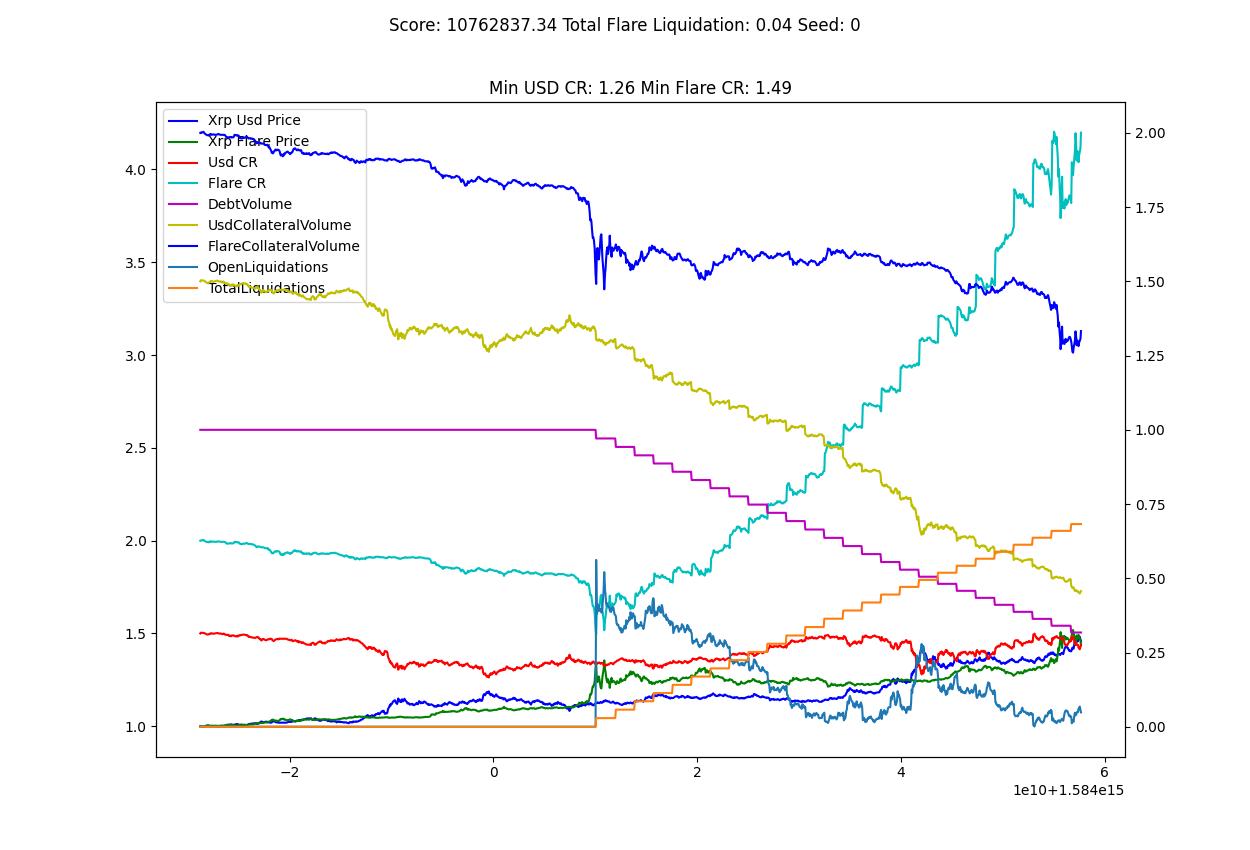 Score: 10762837.34 Total Flare Liquidation: 0.04 Seed: 0
Min USD CR: 1.26 Min Flare CR: 1.49
Xrp Usd Price
Xrp Flare Price
Usd CR
Flare CR
DebtVolume
UsdCollateralVolume
FlareCollateralVolume
OpenLiquidations
TotalLiquidations
4.0
3.5
3.0
2.5
2.0
1.5
1.0
2.00
1.75
1.50
1.25
1.00
0.75
0.50
0.25
0.00
−2 0 2 4 6
1e10+1.584e15